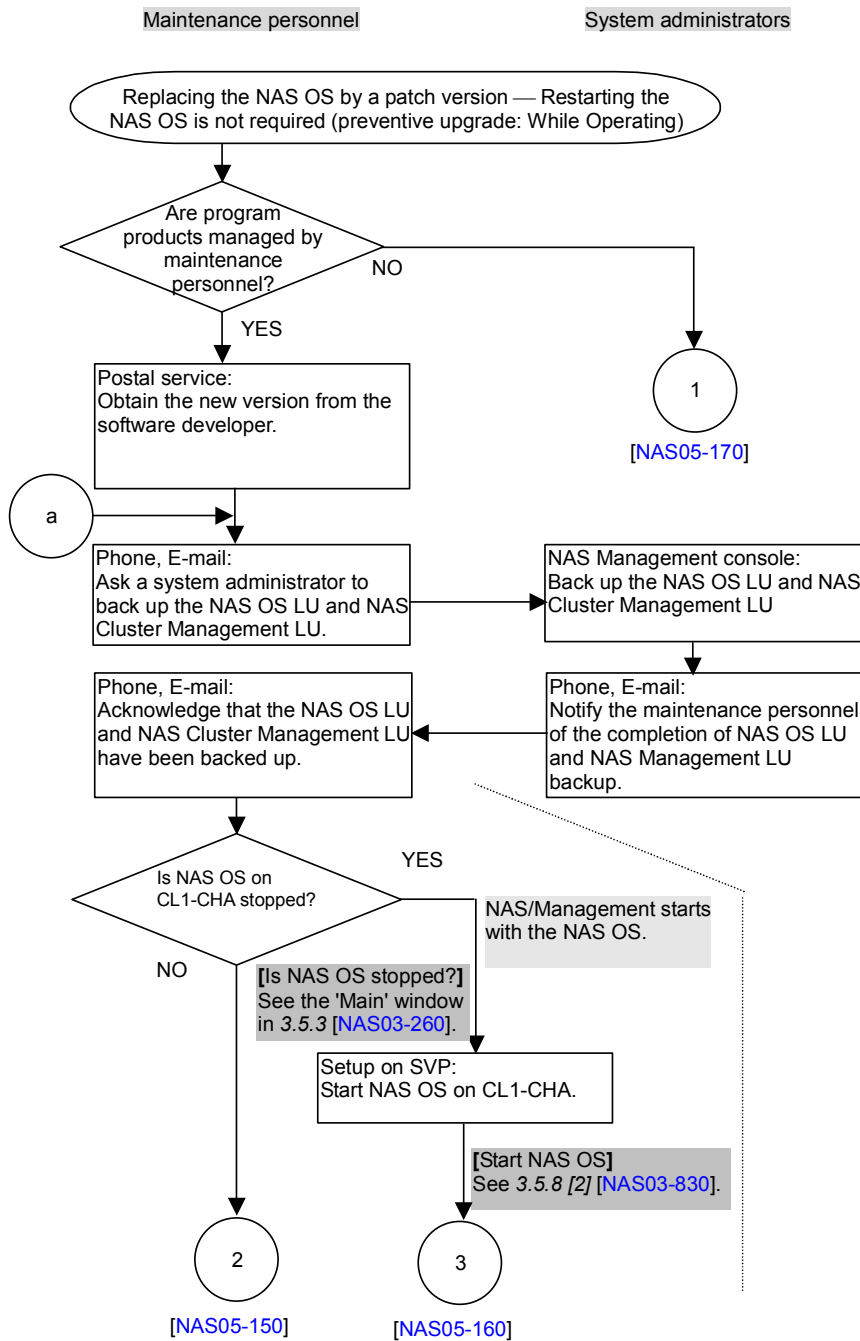 Maintenance personnel
System administrators
Replacing the NAS OS by a patch version — Restarting the
NAS OS is not required (preventive upgrade: While Operating)
Are program
products managed by
maintenance
personnel?
NO
YES
Postal service:
Obtain the new version from the
software developer.
1
[NAS05-170]
a
Phone, E-mail:
Ask a system administrator to
back up the NAS OS LU and NAS
Cluster Management LU.
NAS Management console:
Back up the NAS OS LU and NAS
Cluster Management LU
Phone, E-mail:
Acknowledge that the NAS OS LU
and NAS Cluster Management LU
have been backed up.
Phone, E-mail:
Notify the maintenance personnel
of the completion of NAS OS LU
and NAS Management LU
backup.
Is NAS OS on
CL1-CHA stopped?
YES
NO
NAS/Management starts
with the NAS OS.
[Is NAS OS stopped?]
See the 'Main' window
in 3.5.3 [NAS03-260].
Setup on SVP:
Start NAS OS on CL1-CHA.
[Start NAS OS]
See 3.5.8 [2] [NAS03-830].
2
[NAS05-150]
3
[NAS05-160]